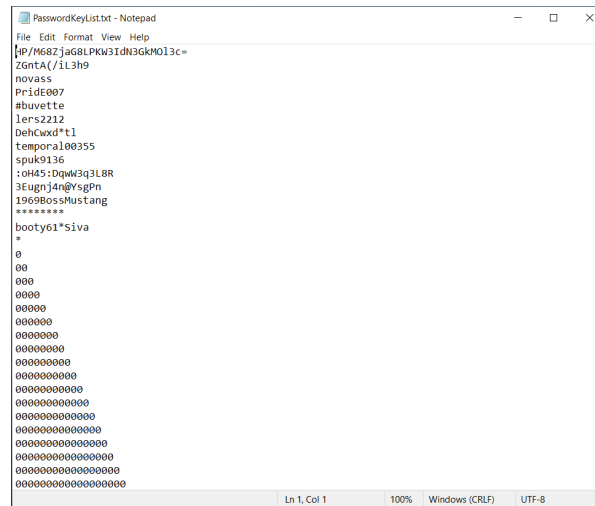 PasswordKeyList.txt - Notepad
File Edit Format View Help
HP/M68ZjaG8LPKW3IdN3GkMOl3c=
ZGntA(/iL3h9
novass
PridE007
#buvette
lers2212
DehCwxd*tl
temporal00355
spuk9136
:oH45:DqwW3q3L8R
3Eugnj4n@YsgPn
1969BossMustang
********
booty61*Siva
*
0
00
000
0000
00000
000000
0000000
00000000
000000000
0000000000
00000000000
000000000000
0000000000000
00000000000000
000000000000000
0000000000000000
00000000000000000
000000000000000000
Ln 1, Col 1 100% Windows (CRLF) UTF-8